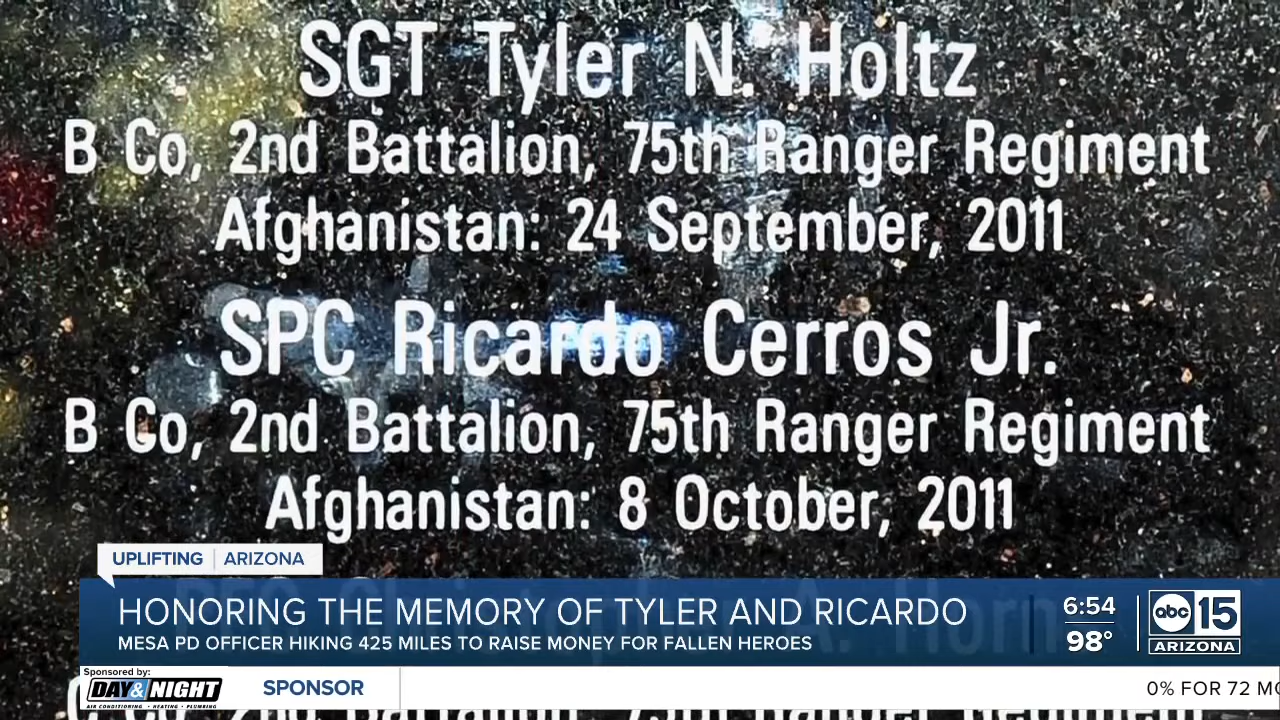 SGT Tyler N. Holtz
B Co, 2nd Battalion, 75th Ranger Regiment
Afghanistan: 24 September, 2011
SPC Ricardo Cerros Jr.
B Co, 2nd Battalion, 75th Ranger Regiment
Afghanistan: 8 October, 2011
UPLIFTING | ARIZONA
HONORING THE MEMORY OF TYLER AND RICARDO
MESA PD OFFICER HIKING 425 MILES TO RAISE MONEY FOR FALLEN HEROES
6:54
98°
abc 15
ARIZONA
Sponsored by:
DAY & NIGHT
AIR CONDITIONING • HEATING • PLUMBING
SPONSOR
0% FOR 72 MO